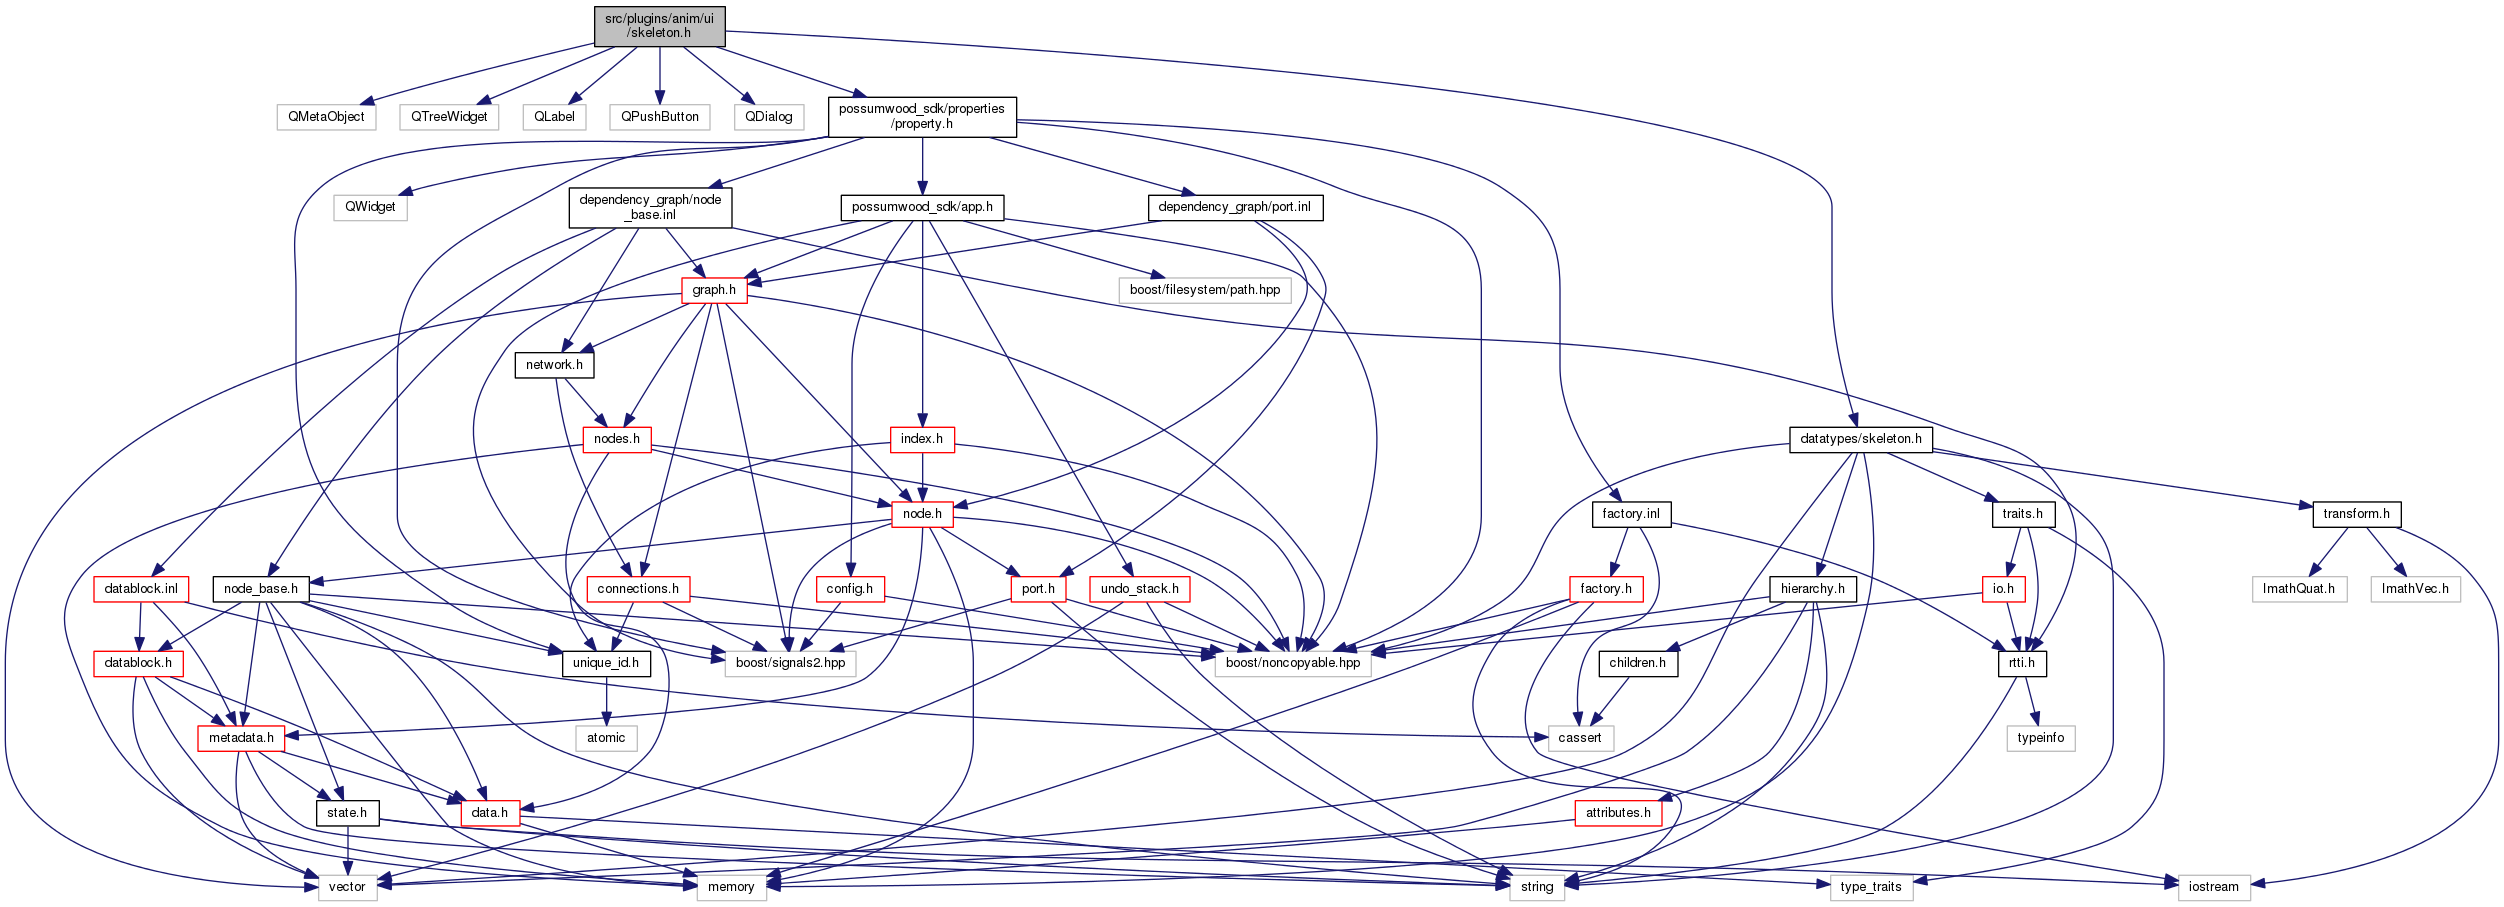 src/plugins/anim/ui
/skeleton.h
QMetaObject
QTreeWidget
QLabel
QPushButton
QDialog
possumwood_sdk/properties
/property.h
QWidget
dependency_graph/node
_base.inl
possumwood_sdk/app.h
dependency_graph/port.inl
graph.h
boost/filesystem/path.hpp
network.h
nodes.h
index.h
datatypes/skeleton.h
node.h
factory.inl
traits.h
transform.h
datablock.inl
node_base.h
connections.h
config.h
port.h
undo_stack.h
factory.h
hierarchy.h
io.h
ImathQuat.h
ImathVec.h
datablock.h
unique_id.h
boost/signals2.hpp
boost/noncopyable.hpp
children.h
rtti.h
metadata.h
atomic
cassert
typeinfo
state.h
data.h
attributes.h
vector
memory
string
type_traits
iostream